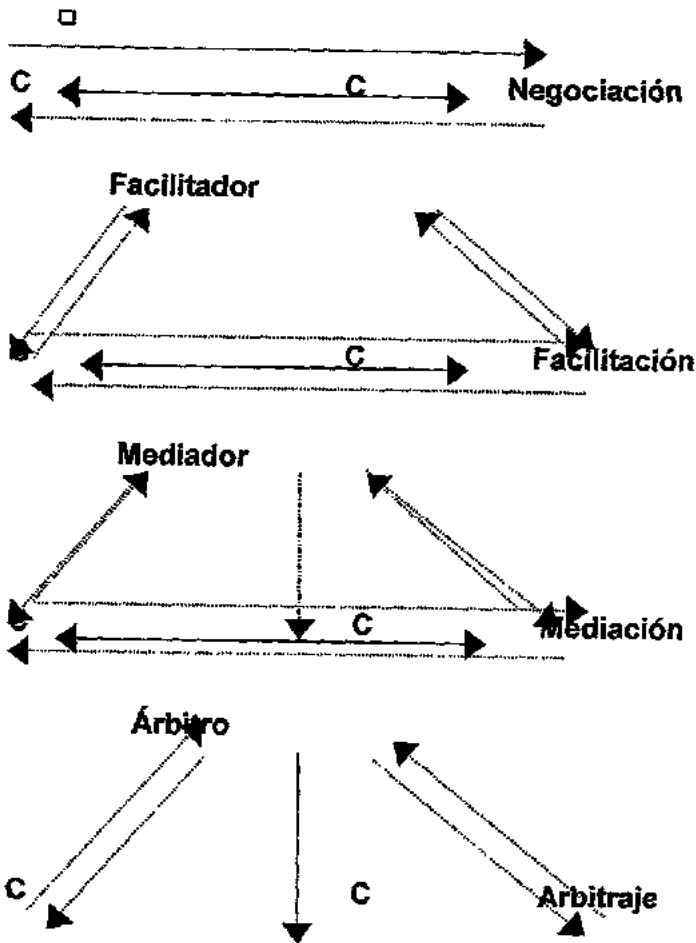 C C Negociación
Facilitador
C C Facilitación
Mediador
C C Mediación
Árbitro
C C Arbitraje